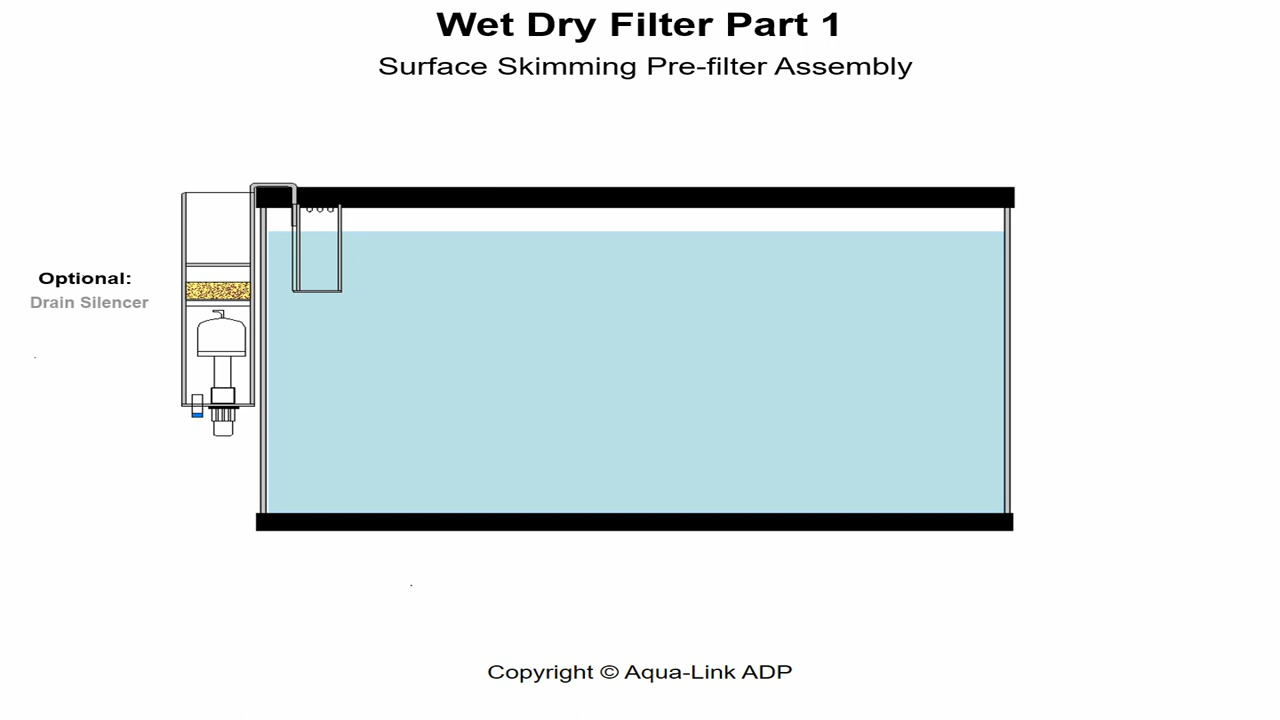 Wet Dry Filter Part 1
Surface Skimming Pre-filter Assembly
Optional:
Drain Silencer
Copyright © Aqua-Link ADP